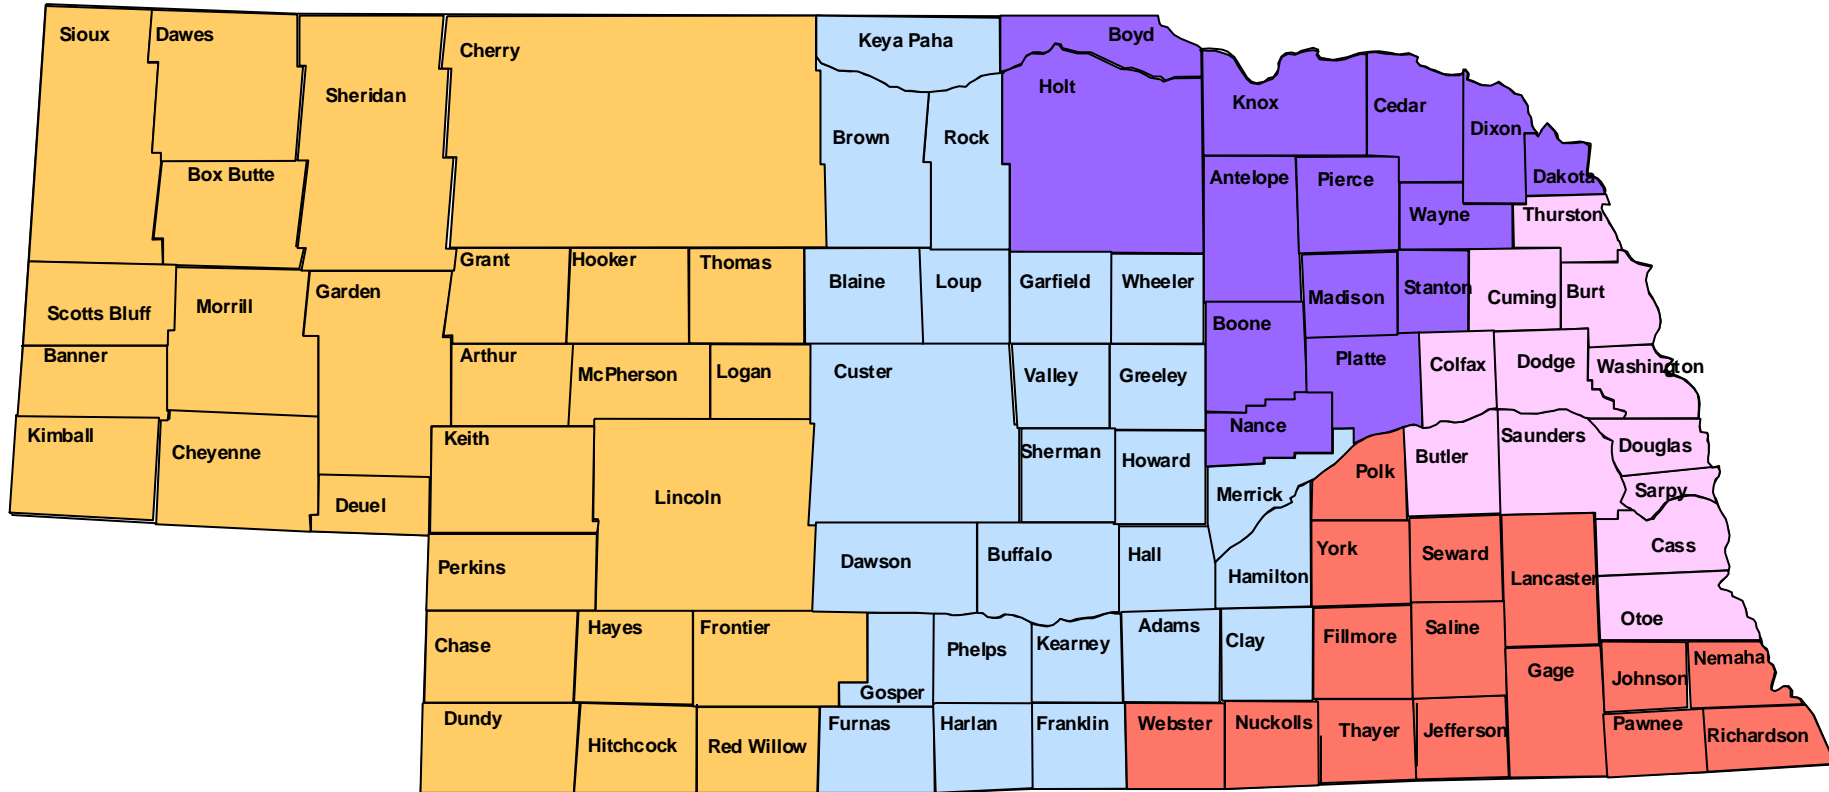 Sioux
Dawes
Cherry
Keya Paha
Boyd
Sheridan
Holt
Knox
Cedar
Dixon
Brown
Rock
Box Butte
Antelope
Pierce
Dakota
Wayne
Thurston
Grant
Hooker
Thomas
Blaine
Loup
Garfield
Wheeler
Scotts Bluff
Morrill
Garden
Madison
Stanton
Cuming
Burt
Boone
Banner
Arthur
McPherson
Logan
Custer
Valley
Greeley
Platte
Colfax
Dodge
Washington
Kimball
Cheyenne
Keith
Nance
Saunders
Douglas
Sherman
Howard
Butler
Polk
Lincoln
Deuel
Merrick
Sarpy
Perkins
Dawson
Buffalo
Hall
Hamilton
York
Seward
Lancaster
Cass
Otoe
Chase
Hayes
Frontier
Gosper
Phelps
Kearney
Adams
Clay
Fillmore
Saline
Gage
Johnson
Nemaha
Dundy
Hitchcock
Red Willow
Furnas
Harlan
Franklin
Webster
Nuckolls
Thayer
Jefferson
Pawnee
Richardson